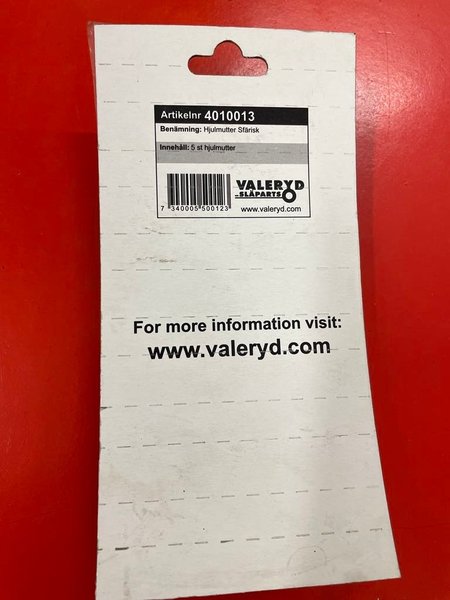 Artikelnr 4010013
Benämning: Hjulmutter Sfärisk
Innehåll: 5 st hjulmutter
VALERYD
SLÄPARTS
www.valeryd.com
7 340005 500123
For more information visit:
www.valeryd.com